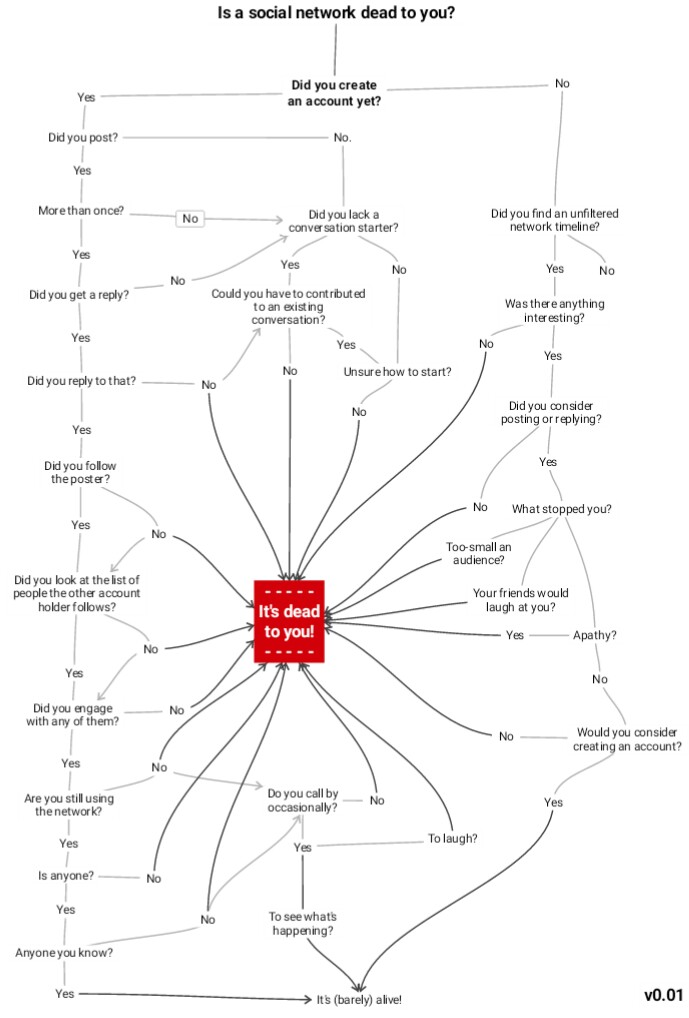 Is a social network dead to you?
Did you create
an account yet?
Yes
No
Did you post?
No.
Yes
More than once?
No
Did you lack a
conversation starter?
Did you find an unfiltered
network timeline?
Yes
Yes
No
Yes
No
Did you get a reply?
No
Could you have to contributed
to an existing
conversation?
Was there anything
interesting?
Yes
Yes
No
Yes
Did you reply to that?
No
No
Unsure how to start?
No
Did you consider
posting or replying?
Yes
Yes
Did you follow
the poster?
No
What stopped you?
Yes
No
Too-small an
audience?
Did you look at the list of
people the other account
holder follows?
Your friends would
laugh at you?
It's dead
to you!
Yes
Apathy?
No
Yes
No
Did you engage
with any of them?
No
No
Would you consider
creating an account?
Yes
No
Are you still using
the network?
Do you call by
occasionally?
No
Yes
Yes
Yes
To laugh?
Is anyone?
No
Yes
No
To see what's
happening?
Anyone you know?
Yes
It's (barely) alive!
v0.01